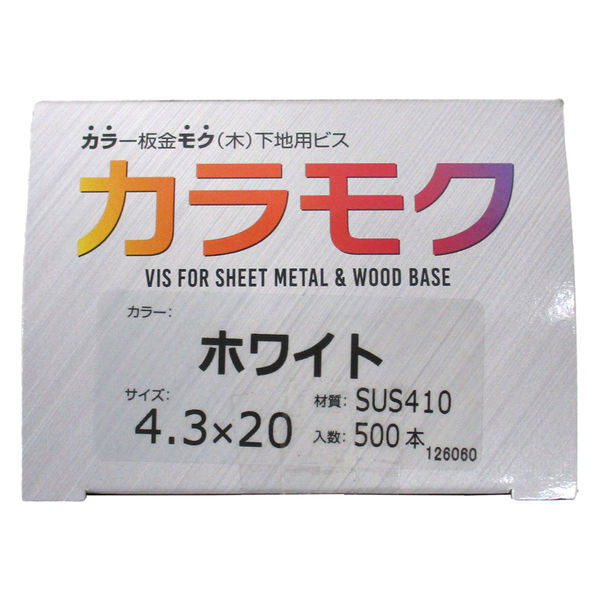 カラー板金モク(木)下地用ビス
カラモク
VIS FOR SHEET METAL & WOOD BASE
カラー:
ホワイト
サイズ: 材質: SUS410
4.3×20 入数: 500本
126060